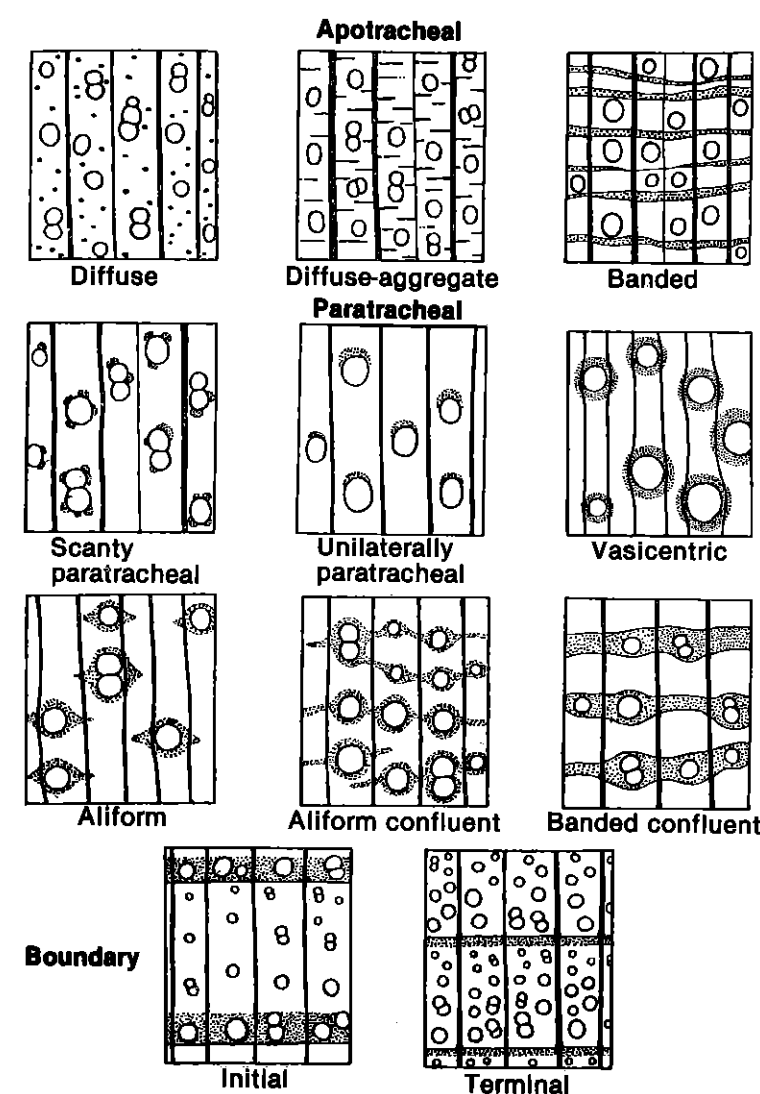 Apotracheal
Diffuse
Diffuse-aggregate
Banded
Paratracheal
Scanty
paratracheal
Unilaterally
paratracheal
Vasicentric
Aliform
Aliform confluent
Banded confluent
Boundary
Initial
Terminal